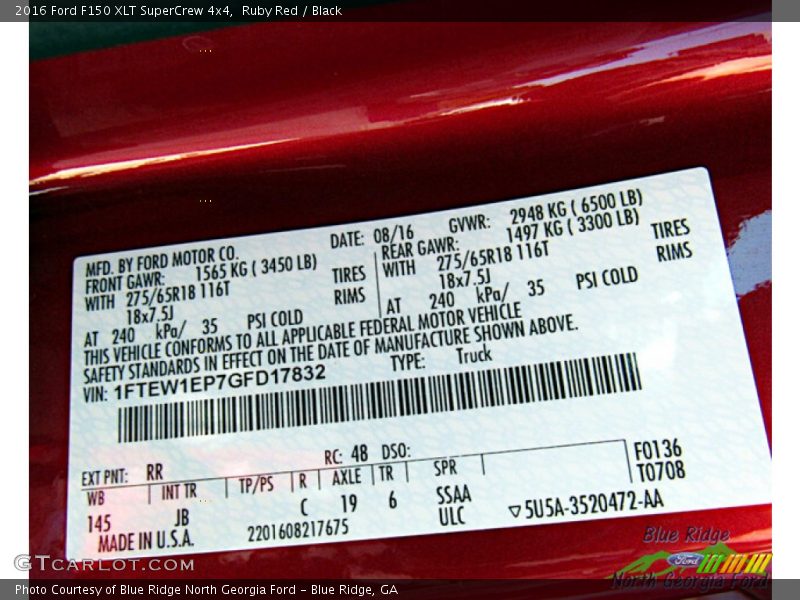 2016 Ford F150 XLT SuperCrew 4x4, Ruby Red / Black
MFD. BY FORD MOTOR CO. DATE: 08/16 GVWR: 2948 KG ( 6500 LB)
FRONT GAWR: 1565 KG ( 3450 LB) REAR GAWR: 1497 KG ( 3300 LB)
WITH 275/65R18 116T TIRES WITH 275/65R18 116T TIRES
18x7.5J RIMS 18x7.5J RIMS
AT 240 kPa/ 35 PSI COLD AT 240 kPa/ 35 PSI COLD
THIS VEHICLE CONFORMS TO ALL APPLICABLE FEDERAL MOTOR VEHICLE
SAFETY STANDARDS IN EFFECT ON THE DATE OF MANUFACTURE SHOWN ABOVE.
VIN: 1FTEW1EP7GFD17832 TYPE: Truck
EXT PNT: RR RC: 48 DSO: F0136
WB INT TR TP/PS R AXLE TR SPR T0708
145 JB C 19 6 SSAA
ULC ▽5U5A-3520472-AA
MADE IN U.S.A. 2201608217675
GTCARLOT.COM
Blue Ridge
Ford
North Georgia Ford
Photo Courtesy of Blue Ridge North Georgia Ford – Blue Ridge, GA